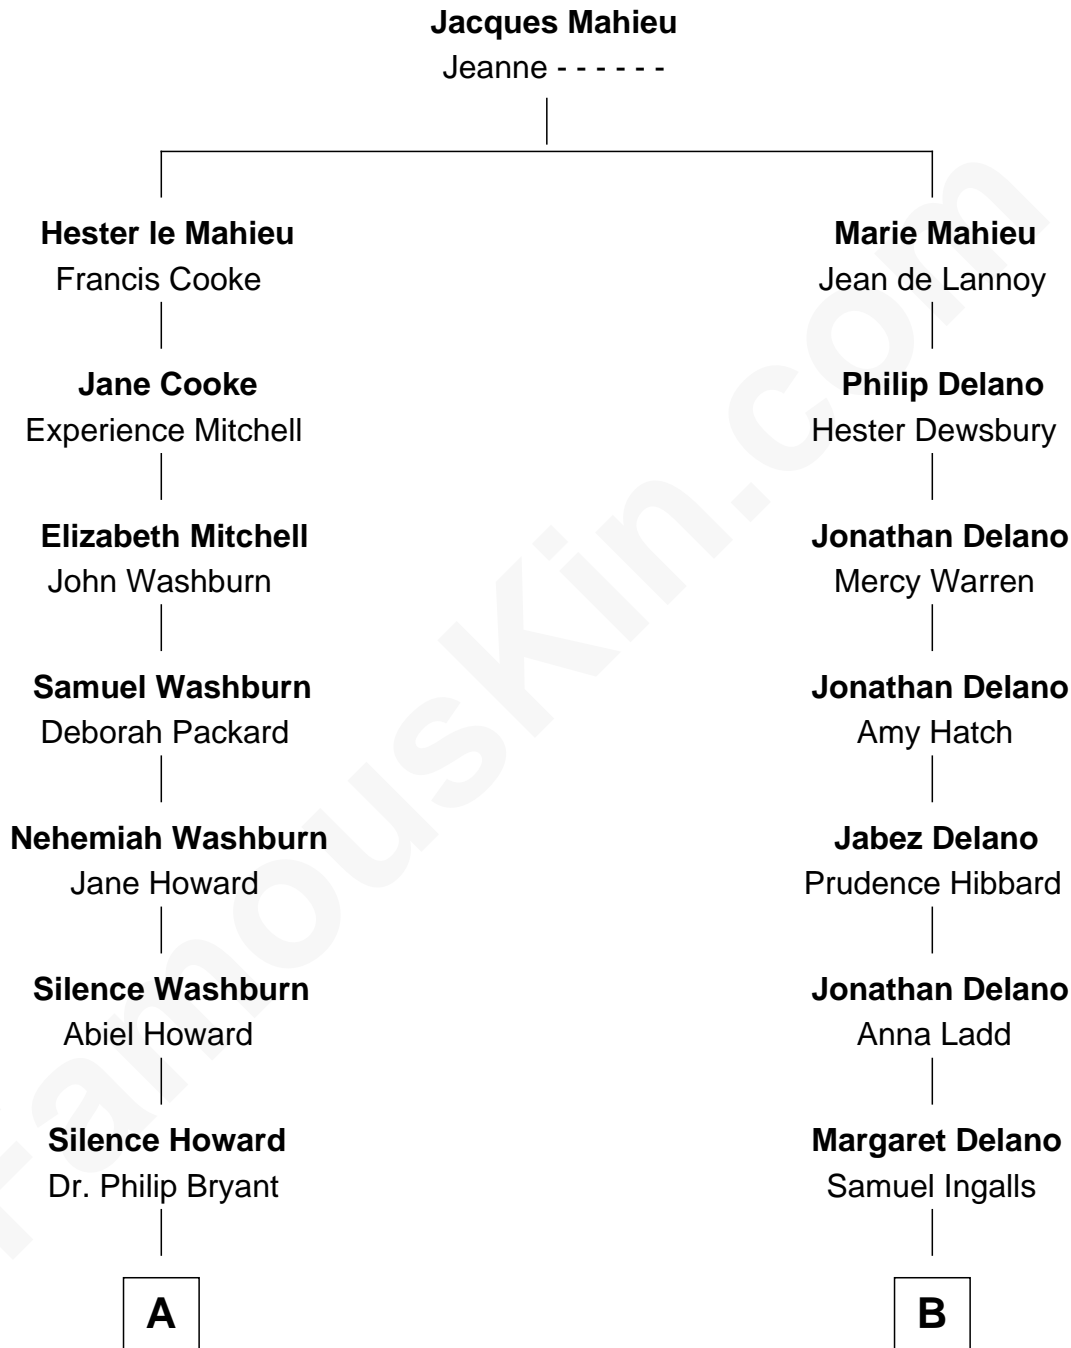 Jacques Mahieu
Jeanne - - - - - -
Hester le Mahieu
Francis Cooke
Marie Mahieu
Jean de Lannoy
Jane Cooke
Experience Mitchell
Philip Delano
Hester Dewsbury
Elizabeth Mitchell
John Washburn
Jonathan Delano
Mercy Warren
Samuel Washburn
Deborah Packard
Jonathan Delano
Amy Hatch
Nehemiah Washburn
Jane Howard
Jabez Delano
Prudence Hibbard
Silence Washburn
Abiel Howard
Jonathan Delano
Anna Ladd
Silence Howard
Dr. Philip Bryant
Margaret Delano
Samuel Ingalls
A
B
FamousKin.com